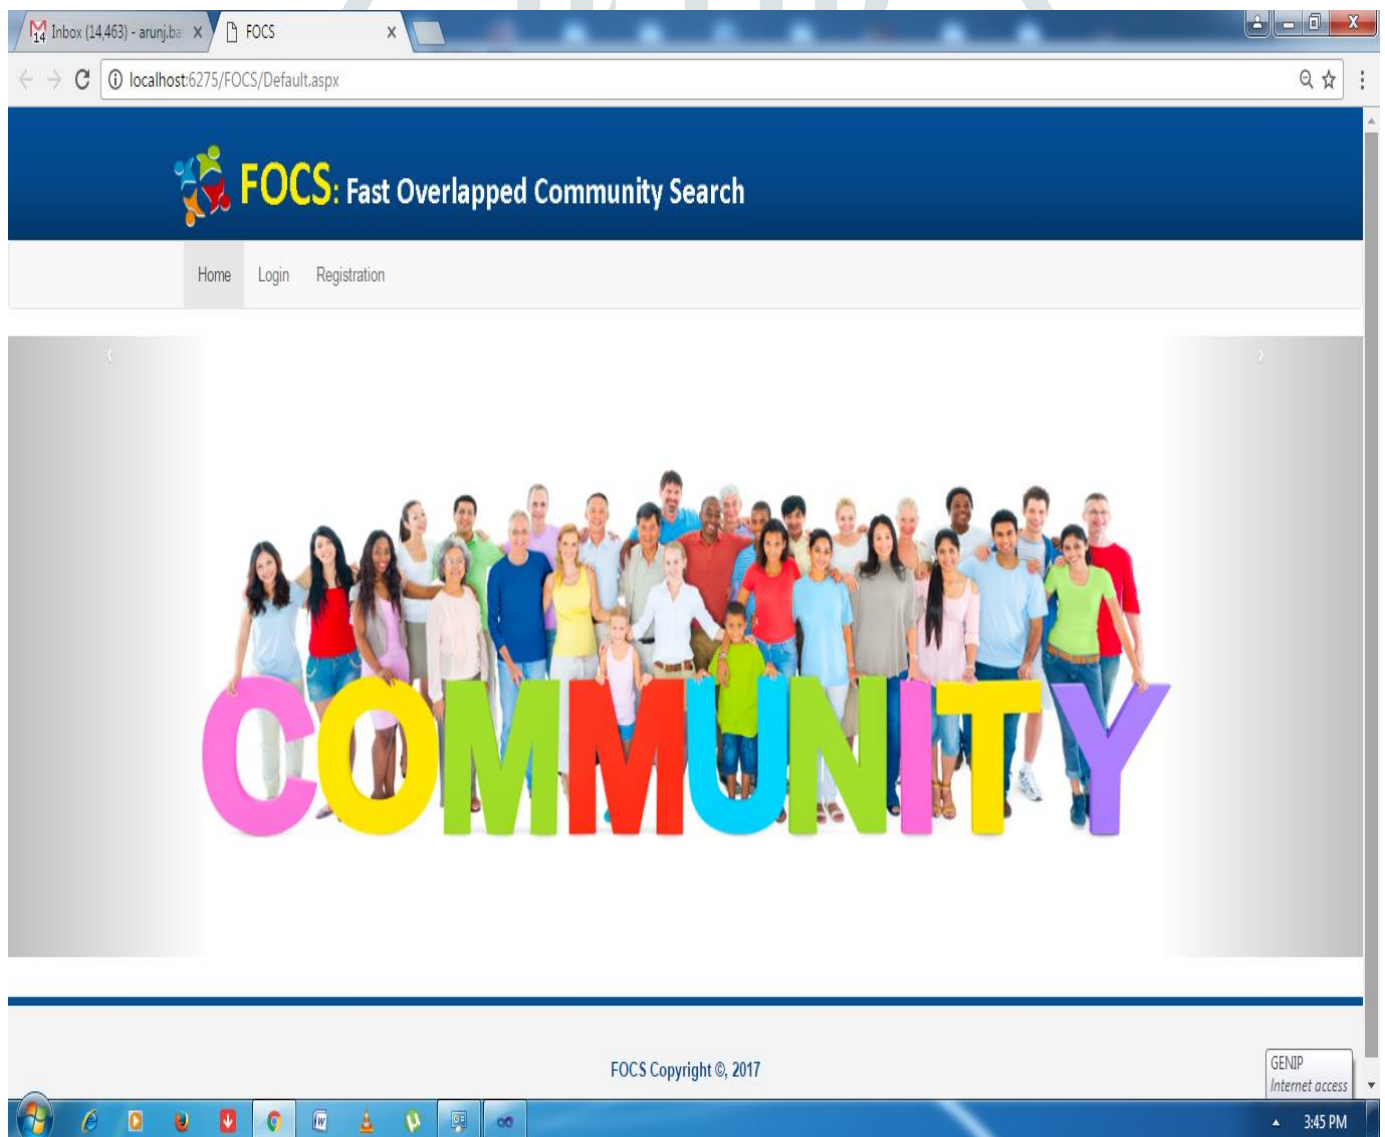 Inbox (14,463) - arunj.ba
FOCS
localhost:6275/FOCS/Default.aspx
FOCS: Fast Overlapped Community Search
Home Login Registration
COMMUNITY
FOCS Copyright ©, 2017
GENIP
Internet access
3:45 PM